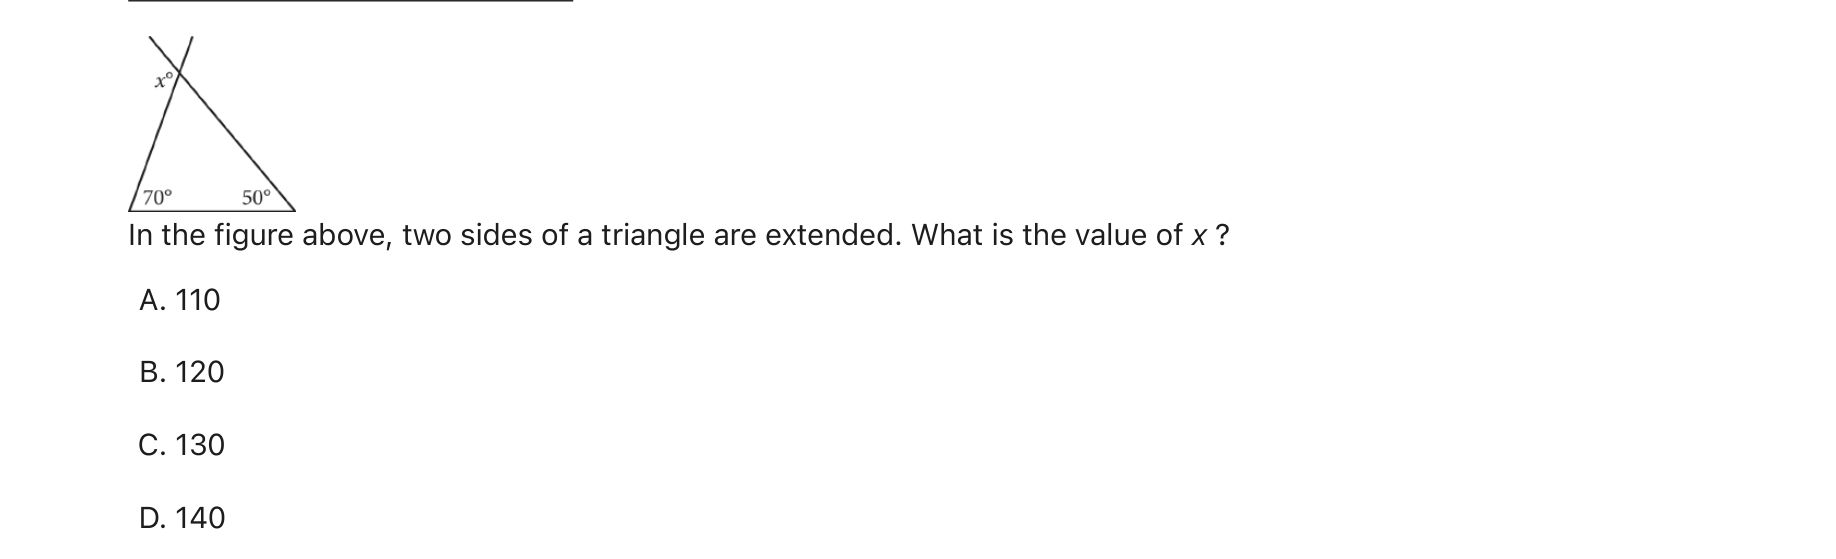 x°
70° 50°
In the figure above, two sides of a triangle are extended. What is the value of x ?
A. 110
B. 120
C. 130
D. 140